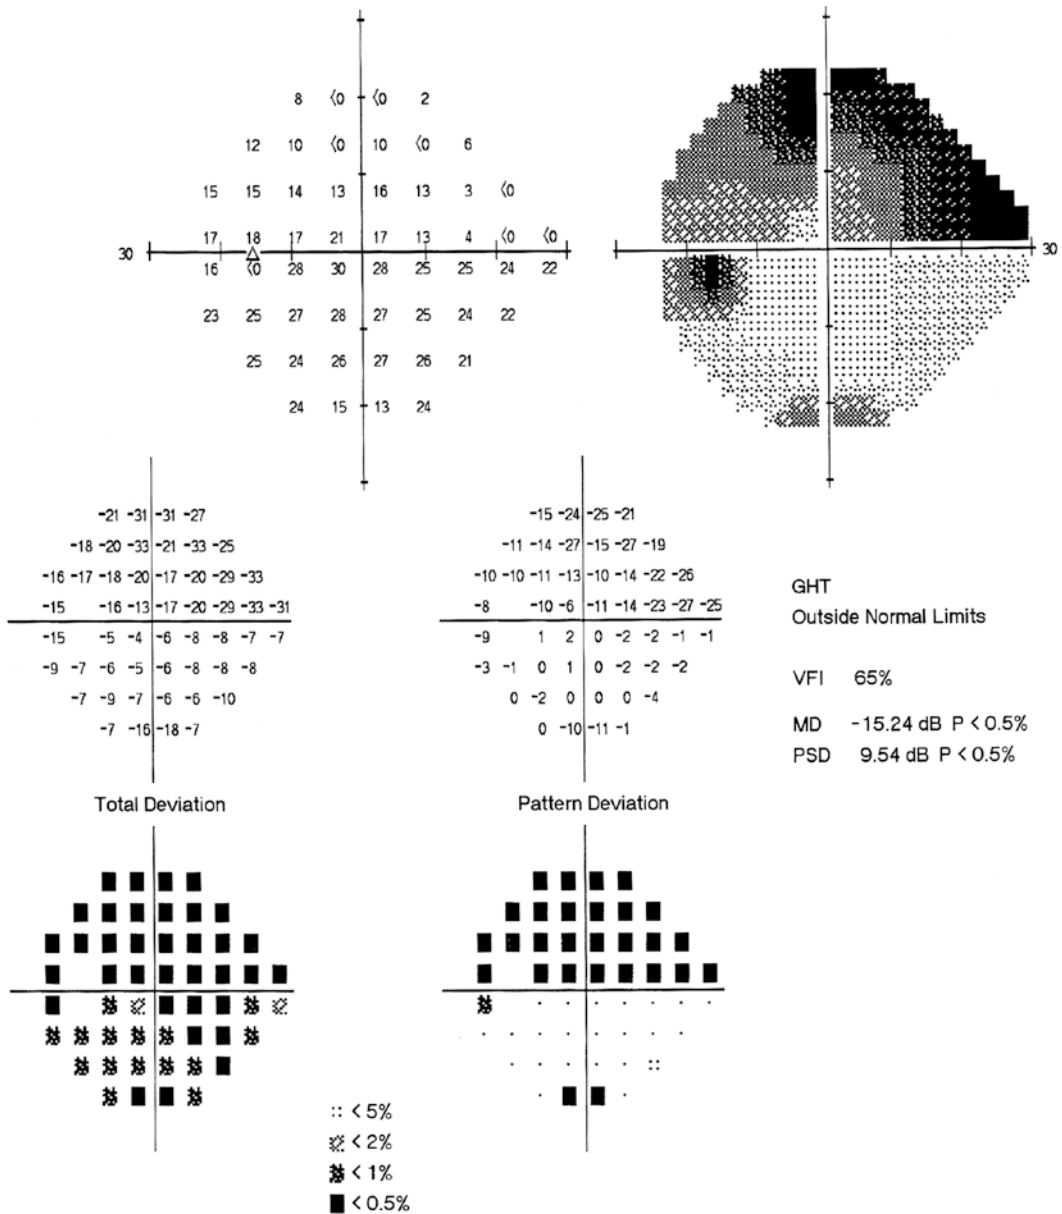 8 ⟨0 ⟨0 2
12 10 ⟨0 10 ⟨0 6
15 15 14 13 16 13 3 ⟨0
17 18 17 21 17 13 4 ⟨0 ⟨0
30
30
16 ⟨0 28 30 28 25 25 24 22
23 25 27 28 27 25 24 22
25 24 26 27 26 21
24 15 13 24
-21 -31 -31 -27
-18 -20 -33 -21 -33 -25
-16 -17 -18 -20 -17 -20 -29 -33
-15 -16 -13 -17 -20 -29 -33 -31
-15 -5 -4 -6 -8 -8 -7 -7
-9 -7 -6 -5 -6 -8 -8 -8
-7 -9 -7 -6 -6 -10
-7 -16 -18 -7
Total Deviation
-15 -24 -25 -21
-11 -14 -27 -15 -27 -19
-10 -10 -11 -13 -10 -14 -22 -26
-8 -10 -6 -11 -14 -23 -27 -25
-9 1 2 0 -2 -2 -1 -1
-3 -1 0 1 0 -2 -2 -2
0 -2 0 0 0 -4
0 -10 -11 -1
Pattern Deviation
GHT
Outside Normal Limits
VFI 65%
MD -15.24 dB P < 0.5%
PSD 9.54 dB P < 0.5%
< 5%
< 2%
< 1%
< 0.5%